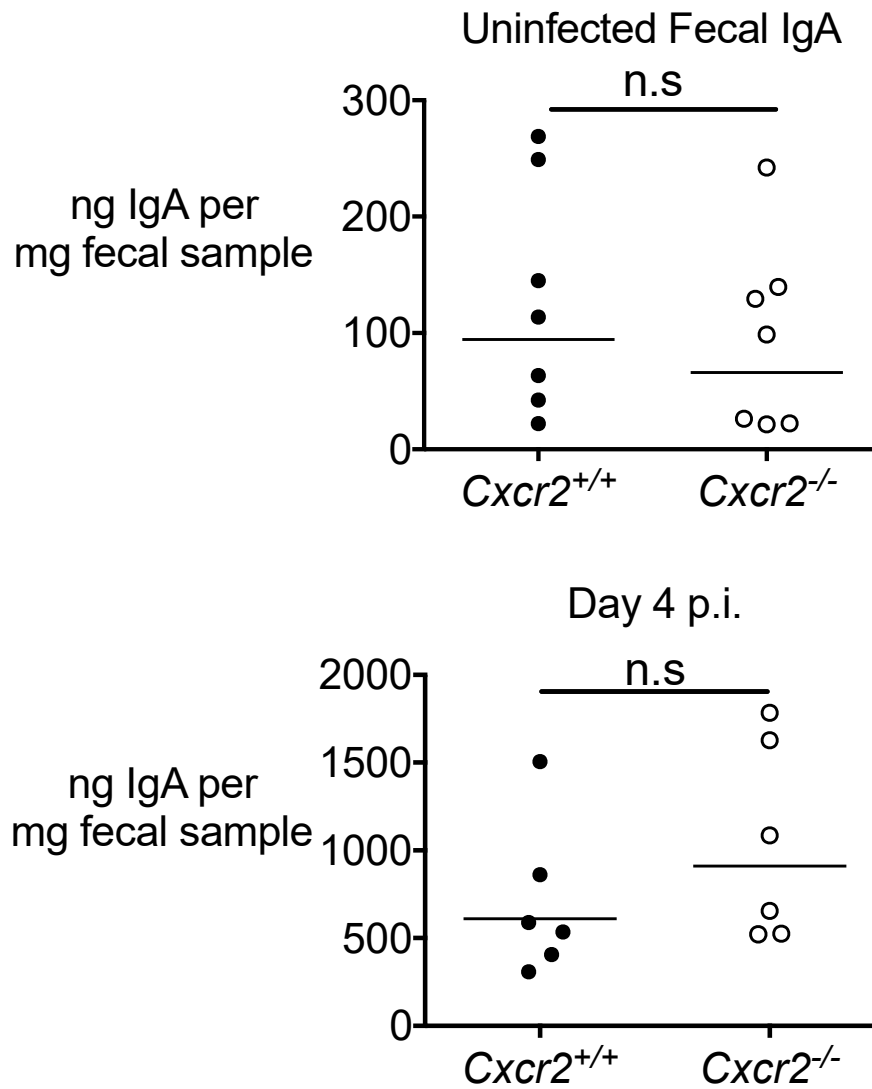 Uninfected Fecal IgA
n.s
300
200
100
0
ng IgA per
mg fecal sample
Cxcr2+/+ Cxcr2-/-
Day 4 p.i.
n.s
2000
1500
1000
500
0
ng IgA per
mg fecal sample
Cxcr2+/+ Cxcr2-/-